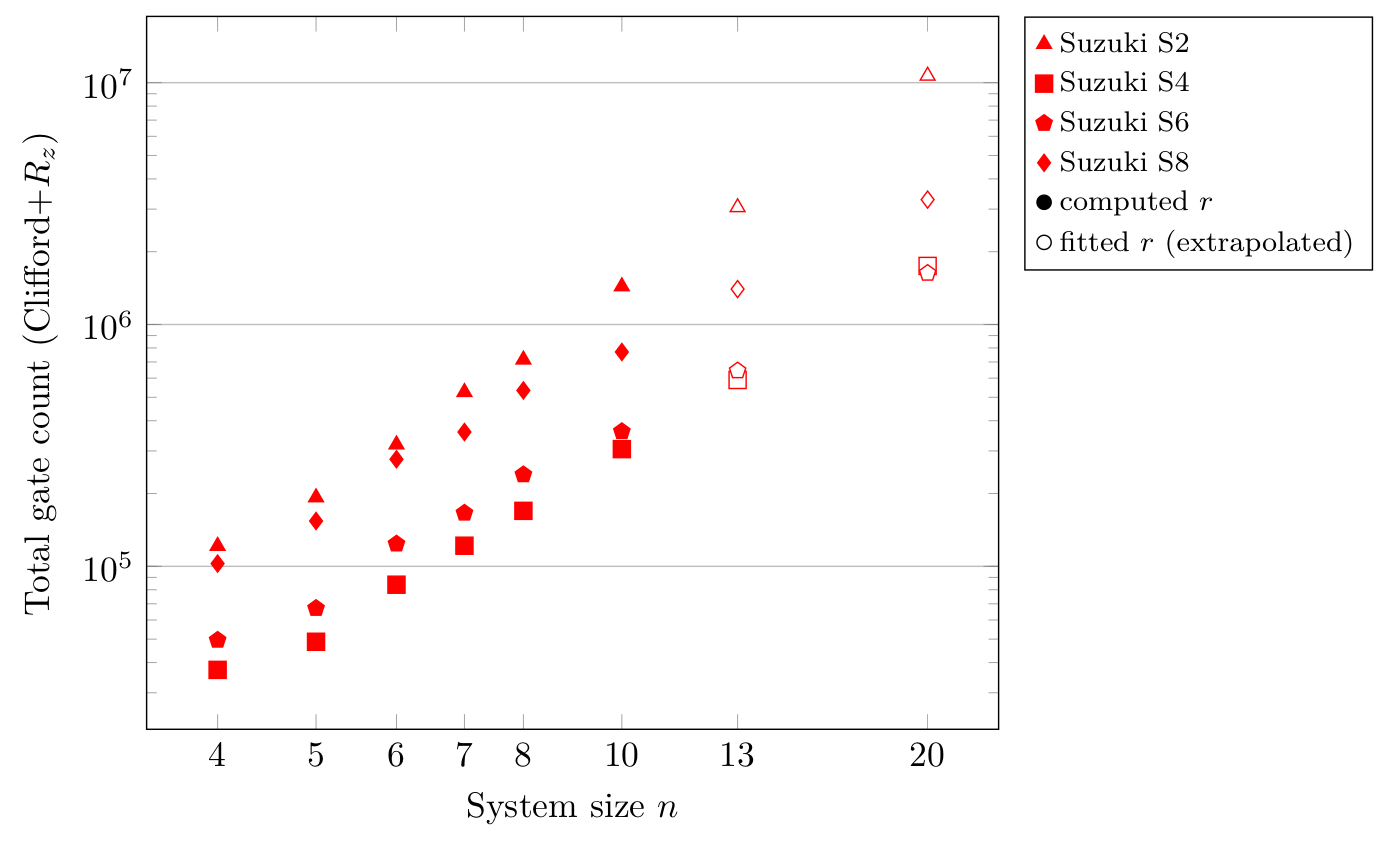 Total gate count (Clifford+R_z)
10^7
10^6
10^5
4 5 6 7 8 10 13 20
System size n
Suzuki S2
Suzuki S4
Suzuki S6
Suzuki S8
computed r
fitted r (extrapolated)